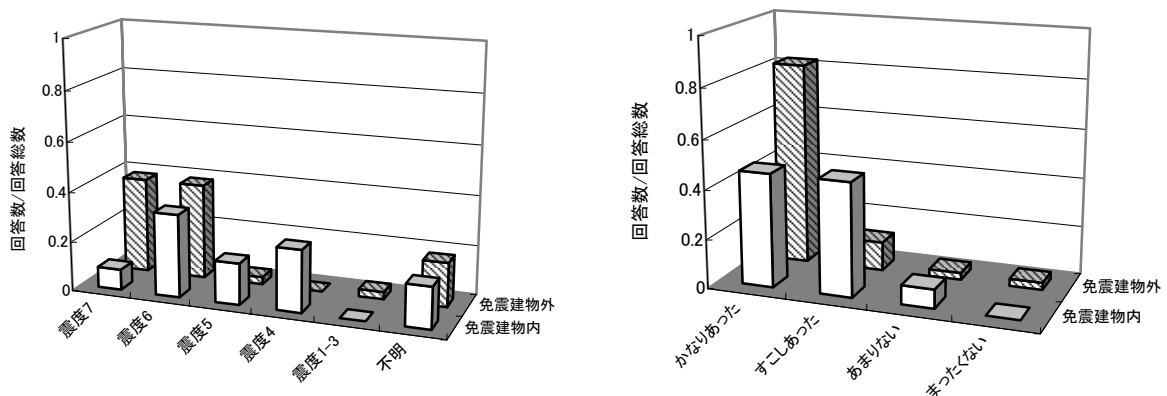 1
0.8
0.6
0.4
0.2
0
回答数/回答総数
震度7
震度6
震度5
震度4
震度1-3
不明
免震建物外
免震建物内
1
0.8
0.6
0.4
0.2
0
回答数/回答総数
かなりあった
すこしあった
あまりない
まったくない
免震建物外
免震建物内